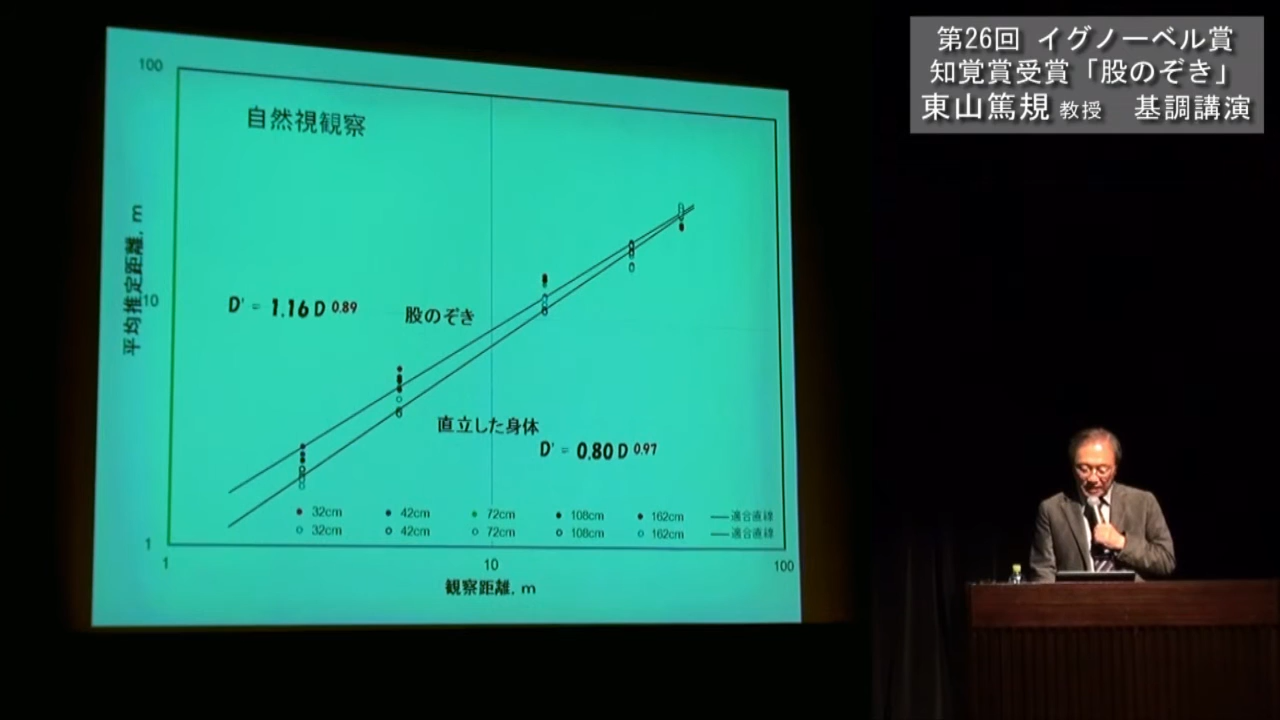 第26回 イグノーベル賞
知覚賞受賞「股のぞき」
東山篤規 教授 基調講演
自然視観察
100
10
1
平均推定距離, m
D' = 1.16 D 0.89
股のぞき
直立した身体
D' = 0.80 D 0.97
32cm 42cm 72cm 108cm 162cm 適合直線
32cm 42cm 72cm 108cm 162cm 適合直線
1 10 100
観察距離, m